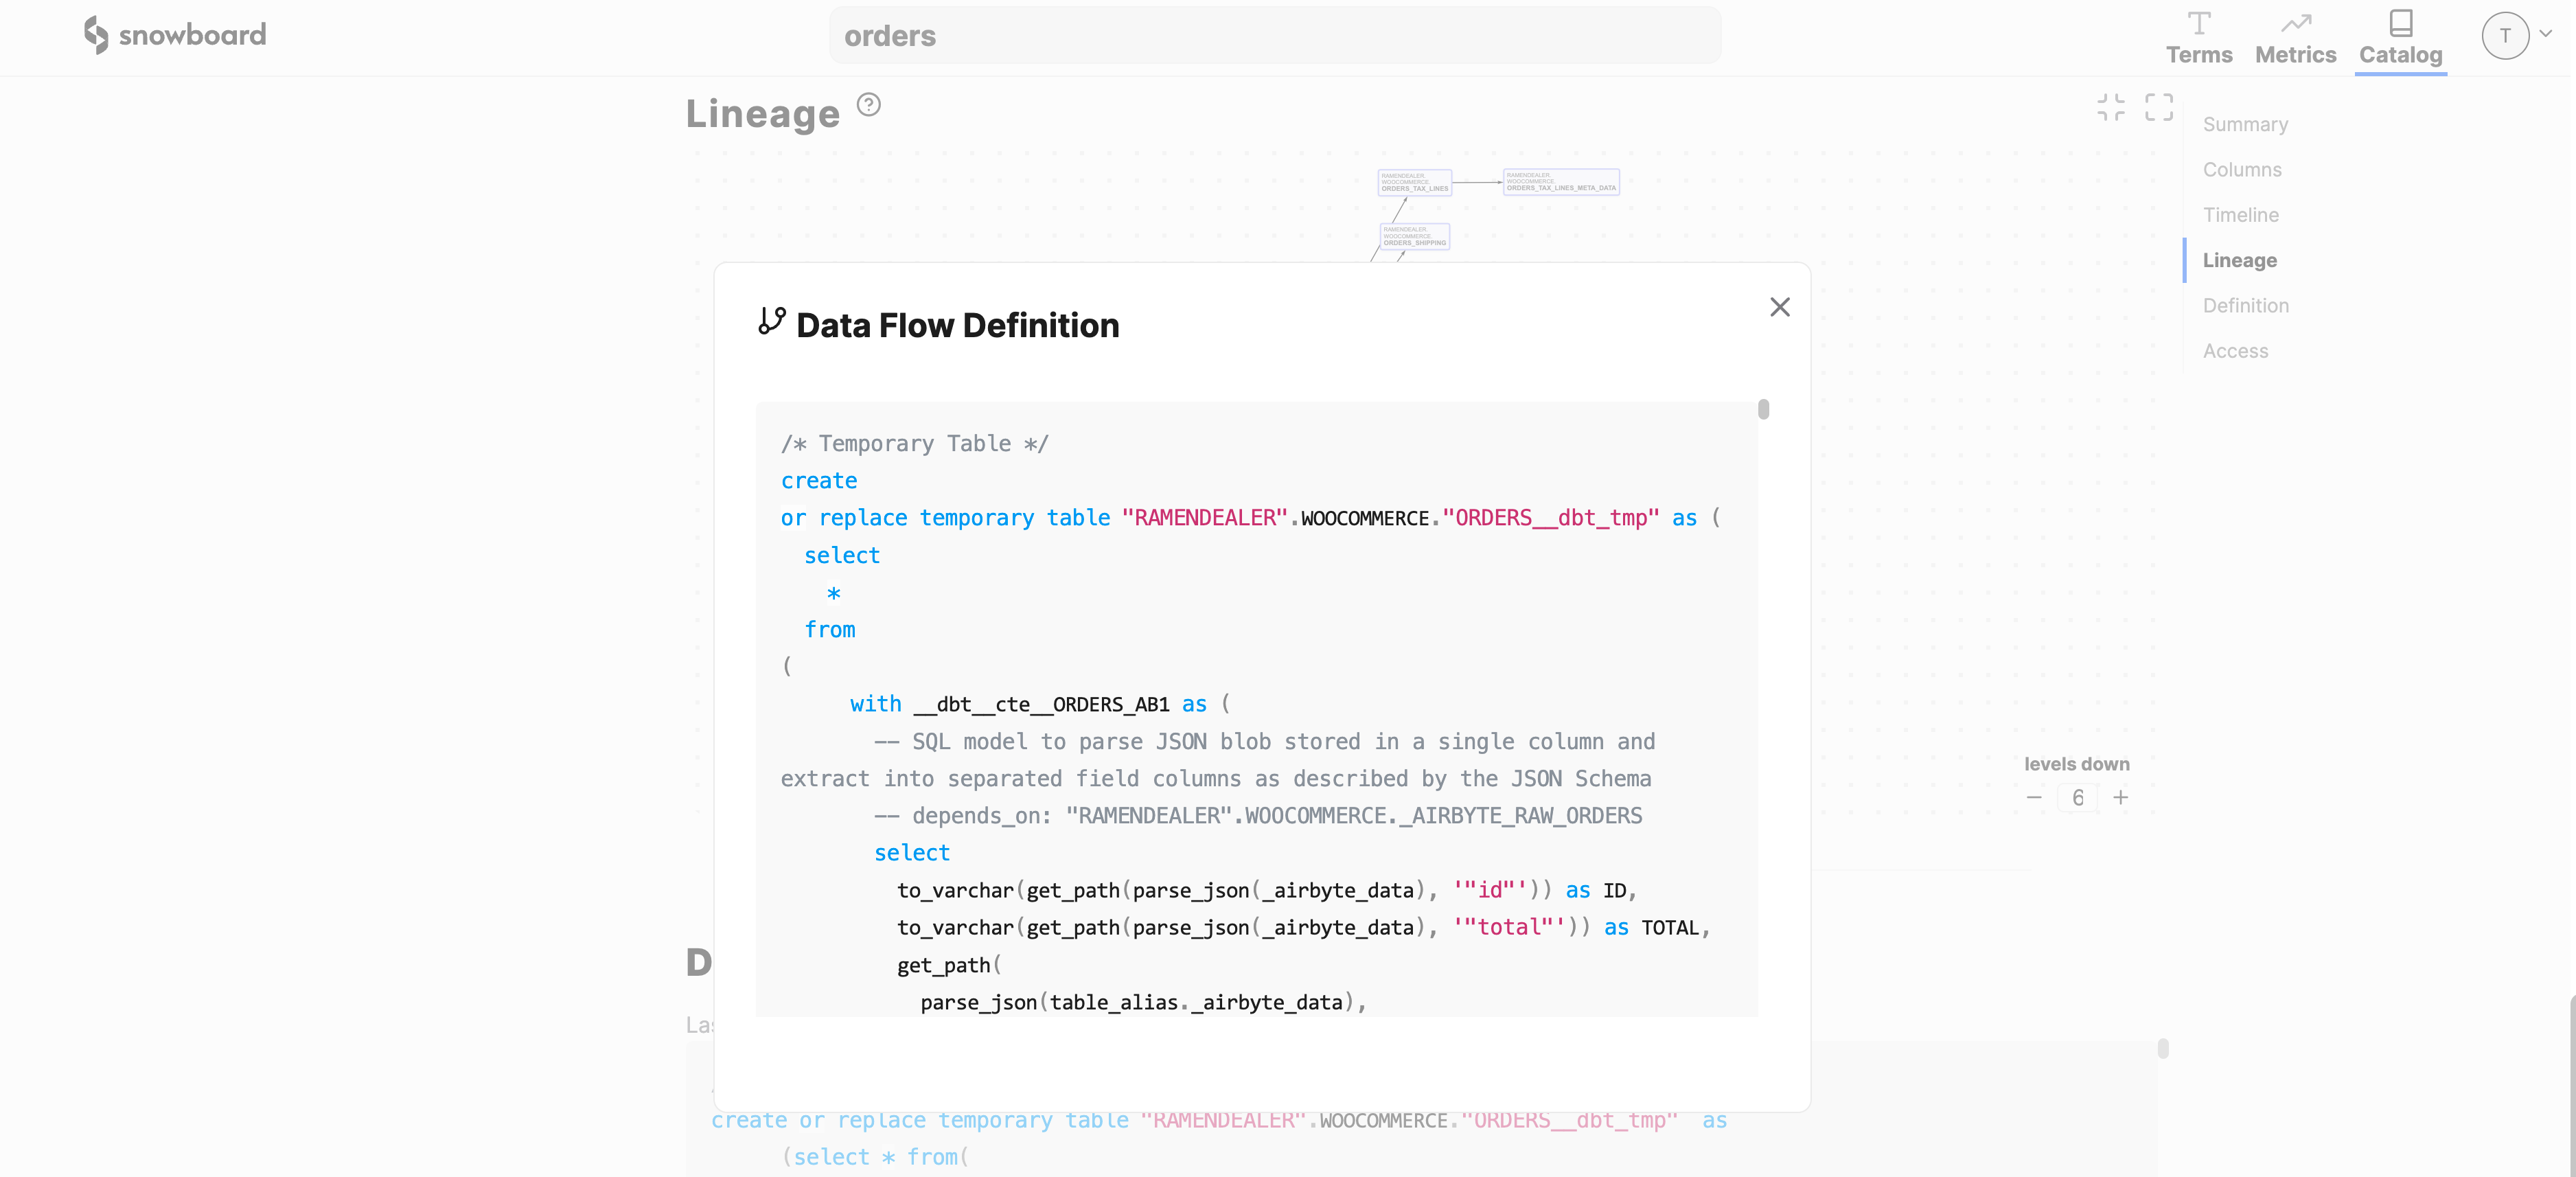 snowboard
orders
Terms
Metrics
Catalog
T
Lineage
Summary
Columns
Timeline
Lineage
Definition
Access
RAMENDEALER.
WOOCOMMERCE.
ORDERS_TAX_LINES
RAMENDEALER.
WOOCOMMERCE.
ORDERS_TAX_LINES_META_DATA
RAMENDEALER.
WOOCOMMERCE.
ORDERS_SHIPPING
Data Flow Definition
/* Temporary Table */
create
or replace temporary table "RAMENDEALER".WOOCOMMERCE."ORDERS__dbt_tmp" as (
select
*
from
(
with __dbt__cte__ORDERS_AB1 as (
-- SQL model to parse JSON blob stored in a single column and
extract into separated field columns as described by the JSON Schema
-- depends_on: "RAMENDEALER".WOOCOMMERCE._AIRBYTE_RAW_ORDERS
select
to_varchar(get_path(parse_json(_airbyte_data), '"id"')) as ID,
to_varchar(get_path(parse_json(_airbyte_data), '"total"')) as TOTAL,
get_path(
parse_json(table_alias._airbyte_data),
levels down
− 6 +
D
Las
create or replace temporary table "RAMENDEALER".WOOCOMMERCE."ORDERS__dbt_tmp" as
(select * from(